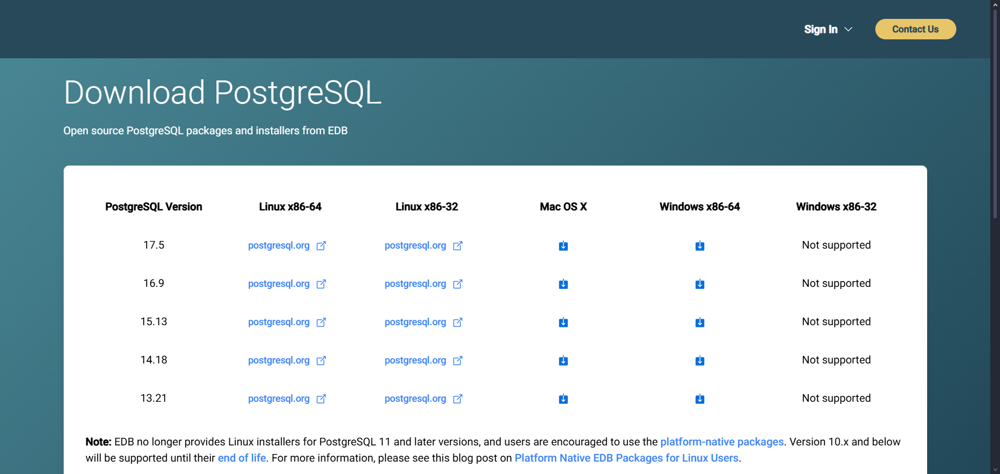 Sign In
Contact Us
Download PostgreSQL
Open source PostgreSQL packages and installers from EDB
PostgreSQL Version Linux x86-64 Linux x86-32 Mac OS X Windows x86-64 Windows x86-32
17.5 postgresql.org postgresql.org Not supported
16.9 postgresql.org postgresql.org Not supported
15.13 postgresql.org postgresql.org Not supported
14.18 postgresql.org postgresql.org Not supported
13.21 postgresql.org postgresql.org Not supported
Note: EDB no longer provides Linux installers for PostgreSQL 11 and later versions, and users are encouraged to use the platform-native packages. Version 10.x and below
will be supported until their end of life. For more information, please see this blog post on Platform Native EDB Packages for Linux Users.